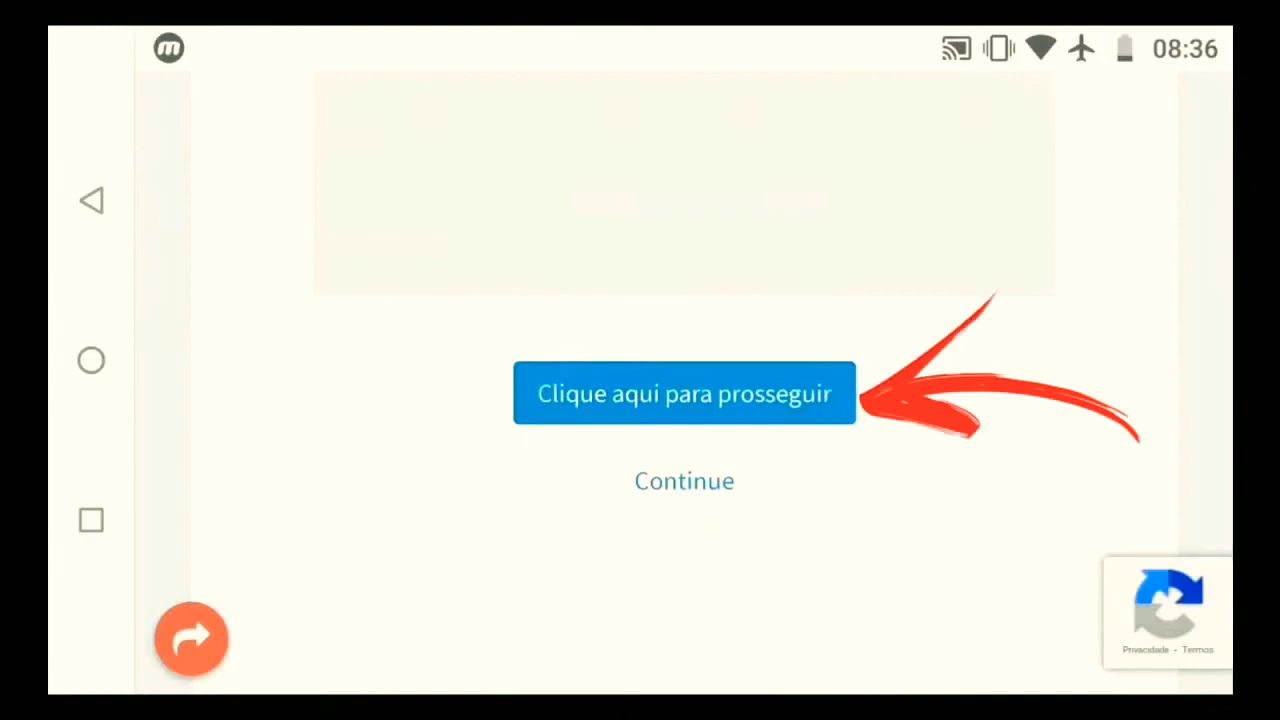 m
08:36
Clique aqui para prosseguir
Continue
Privacidade - Termos